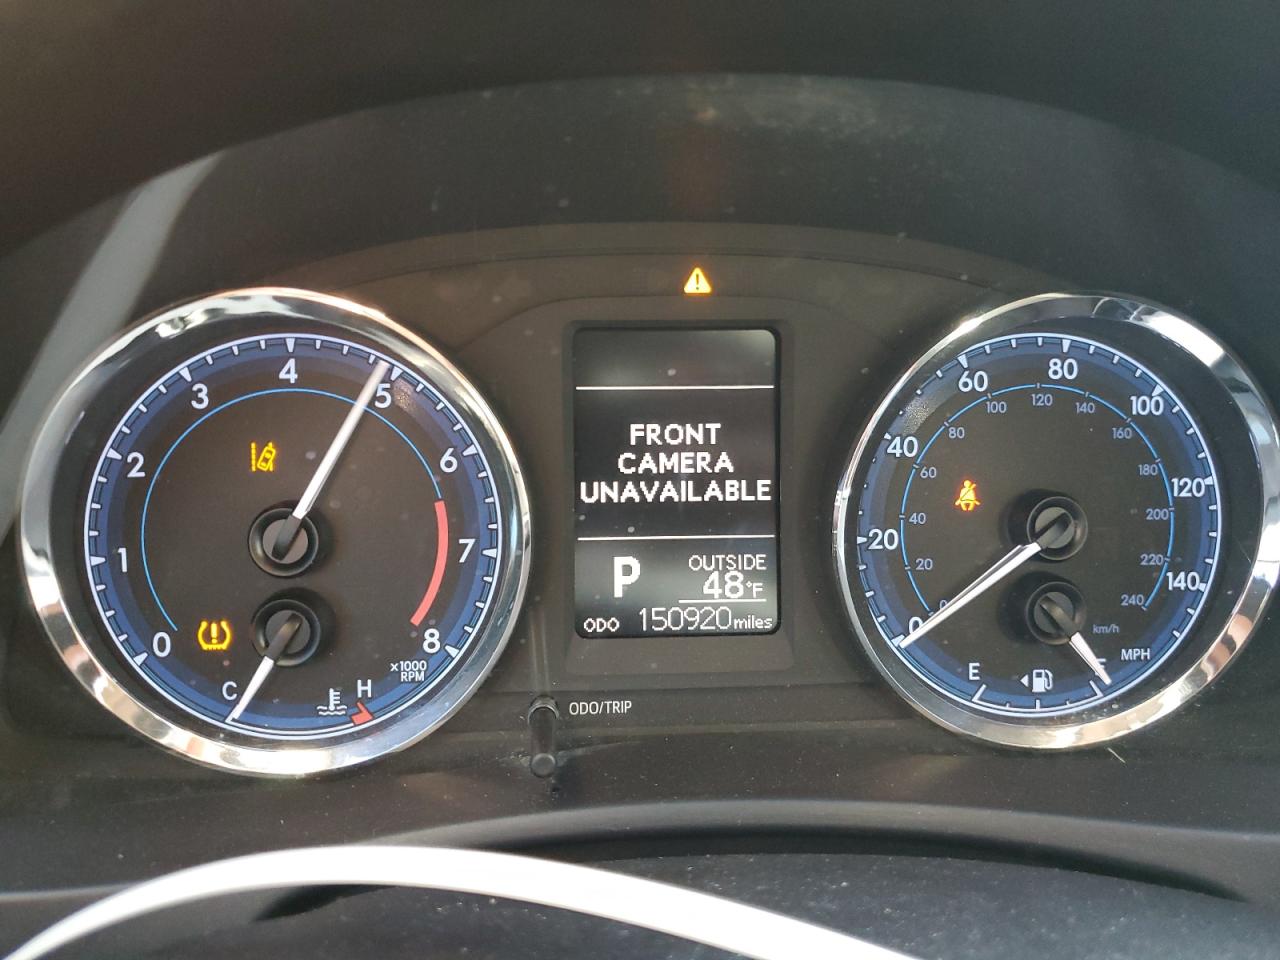 0
1
2
3
4
5
6
7
8
×1000
RPM
C
H
FRONT
CAMERA
UNAVAILABLE
P
OUTSIDE
48°F
ODO 150920 miles
ODO/TRIP
0
20
40
60
80
100
120
140
MPH
0
20
40
60
80
100
120
140
160
180
200
220
240
km/h
E
F